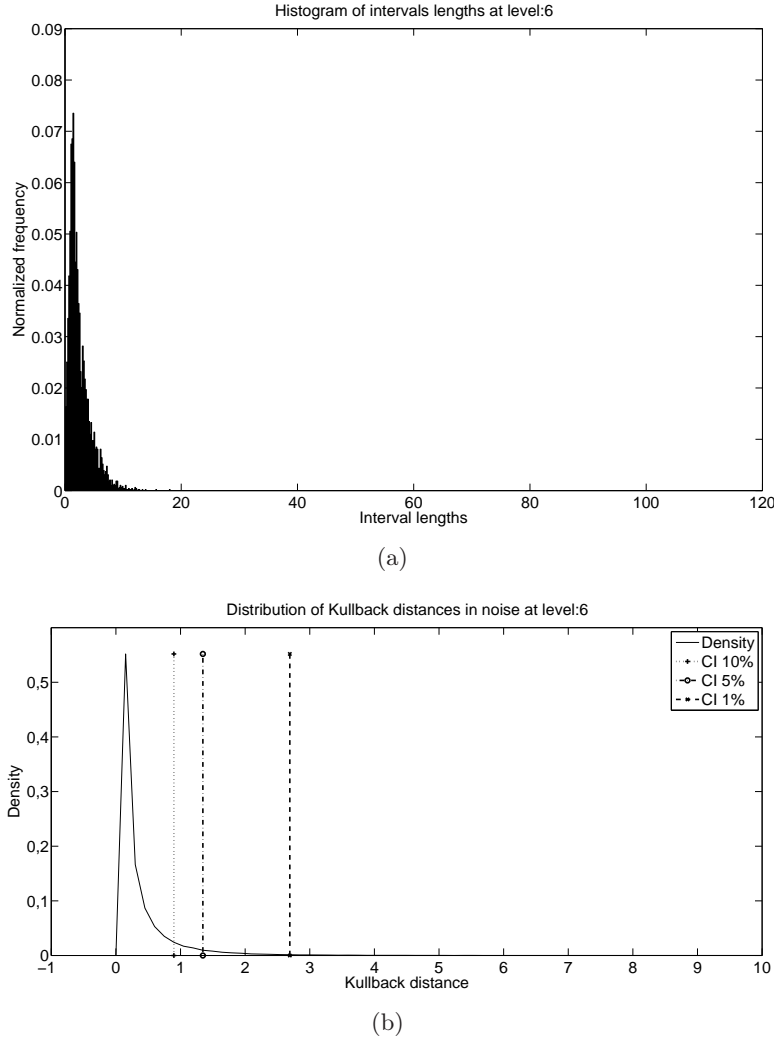 Histogram of intervals lengths at level:6
0.09
0.08
0.07
0.06
0.05
0.04
0.03
0.02
0.01
0
Normalized frequency
0 20 40 60 80 100 120
Interval lengths
(a)
Distribution of Kullback distances in noise at level:6
Density
CI 10%
CI 5%
CI 1%
0,5
0,4
0,3
0,2
0,1
0
Density
−1 0 1 2 3 4 5 6 7 8 9 10
Kullback distance
(b)